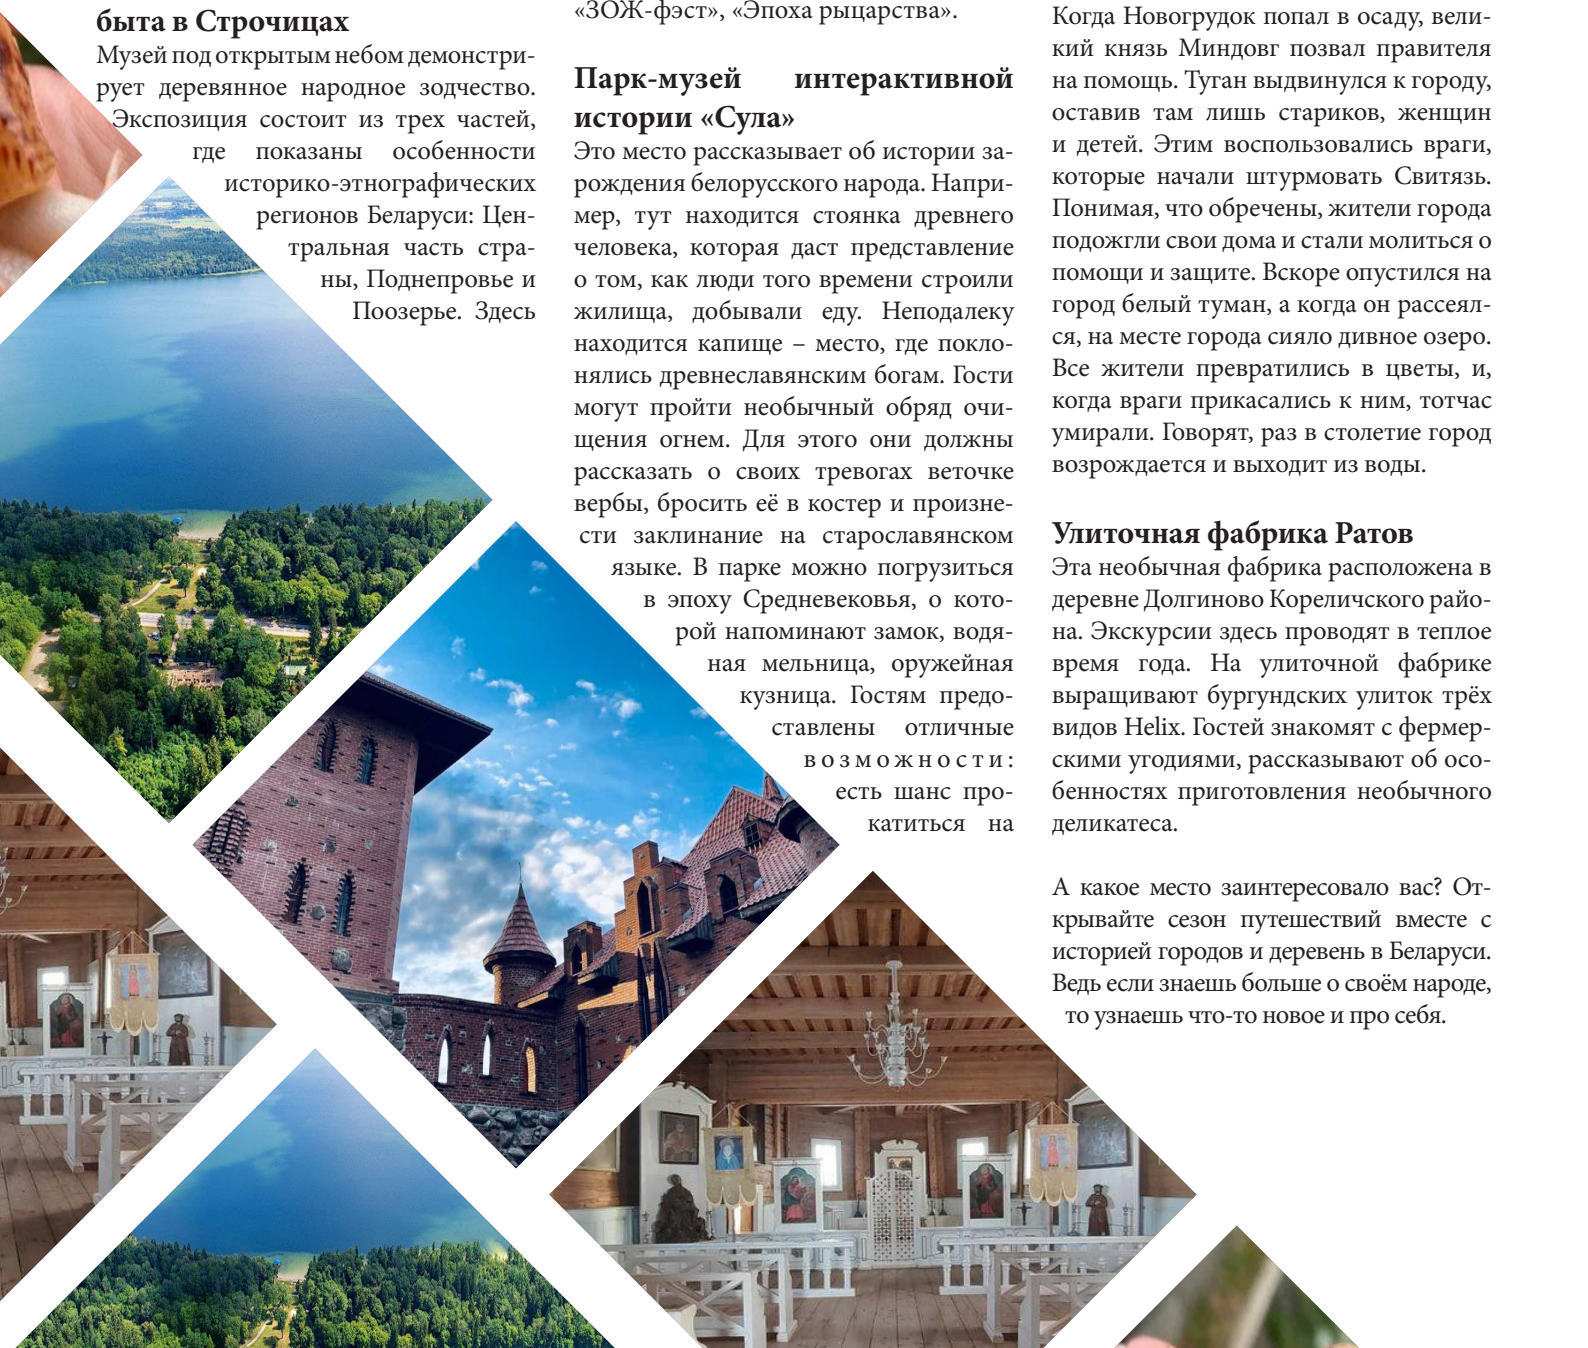 быта в Строчицах
Музей под открытым небом демонстри-
рует деревянное народное зодчество.
Экспозиция состоит из трех частей,
где показаны особенности
историко-этнографических
регионов Беларуси: Цен-
тральная часть стра-
ны, Поднепровье и
Поозерье. Здесь
«ЗОЖ-фэст», «Эпоха рыцарства».
Парк-музей интерактивной
истории «Сула»
Это место рассказывает об истории за-
рождения белорусского народа. Напри-
мер, тут находится стоянка древнего
человека, которая даст представление
о том, как люди того времени строили
жилища, добывали еду. Неподалеку
находится капище – место, где покло-
нялись древнеславянским богам. Гости
могут пройти необычный обряд очи-
щения огнем. Для этого они должны
рассказать о своих тревогах веточке
вербы, бросить её в костер и произне-
сти заклинание на старославянском
языке. В парке можно погрузиться
в эпоху Средневековья, о кото-
рой напоминают замок, водя-
ная мельница, оружейная
кузница. Гостям предо-
ставлены отличные
возможности:
есть шанс про-
катиться на
Когда Новогрудок попал в осаду, вели-
кий князь Миндовг позвал правителя
на помощь. Туган выдвинулся к городу,
оставив там лишь стариков, женщин
и детей. Этим воспользовались враги,
которые начали штурмовать Свитязь.
Понимая, что обречены, жители города
подожгли свои дома и стали молиться о
помощи и защите. Вскоре опустился на
город белый туман, а когда он рассеял-
ся, на месте города сияло дивное озеро.
Все жители превратились в цветы, и,
когда враги прикасались к ним, тотчас
умирали. Говорят, раз в столетие город
возрождается и выходит из воды.
Улиточная фабрика Ратов
Эта необычная фабрика расположена в
деревне Долгиново Кореличского райо-
на. Экскурсии здесь проводят в теплое
время года. На улиточной фабрике
выращивают бургундских улиток трёх
видов Helix. Гостей знакомят с фермер-
скими угодиями, рассказывают об осо-
бенностях приготовления необычного
деликатеса.
А какое место заинтересовало вас? От-
крывайте сезон путешествий вместе с
историей городов и деревень в Беларуси.
Ведь если знаешь больше о своём народе,
то узнаешь что-то новое и про себя.